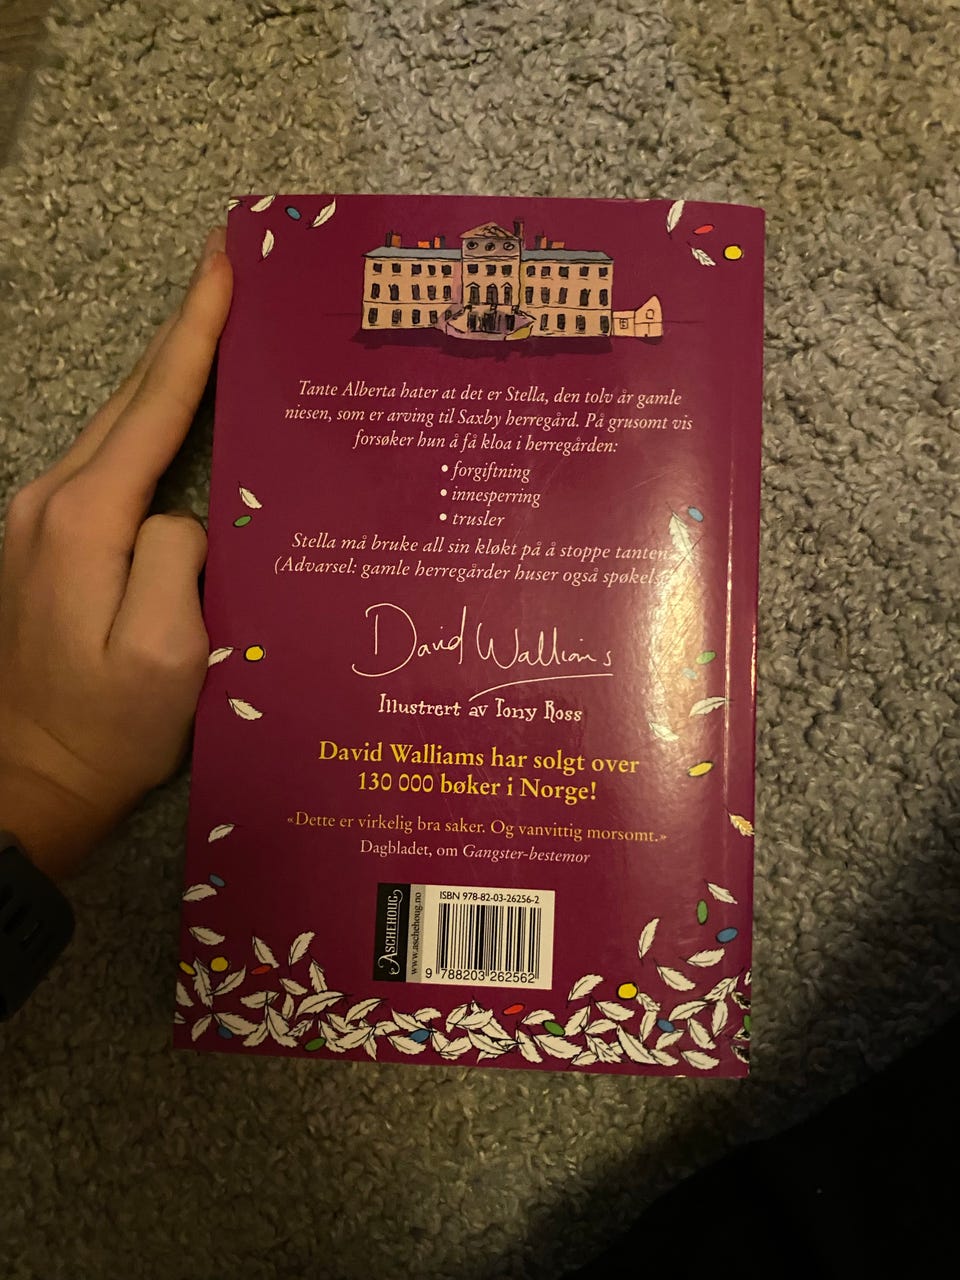 Tante Alberta hater at det er Stella, den tolv år gamle
niesen, som er arving til Saxby herregård. På grusomt vis
forsøker hun å få kloa i herregården:
• forgiftning
• innesperring
• trusler
Stella må bruke all sin kløkt på å stoppe tanten
(Advarsel: gamle herregårder huser også
David Walliams
Illustrert av Tony Ross
David Walliams har solgt over
130 000 bøker i Norge!
«Dette er virkelig bra saker. Og vanvittig morsomt.»
Dagbladet, om Gangster-bestemor
ASCHEHOUG
www.aschehoug.no
ISBN 978-82-03-26256-2
9 788203 262562